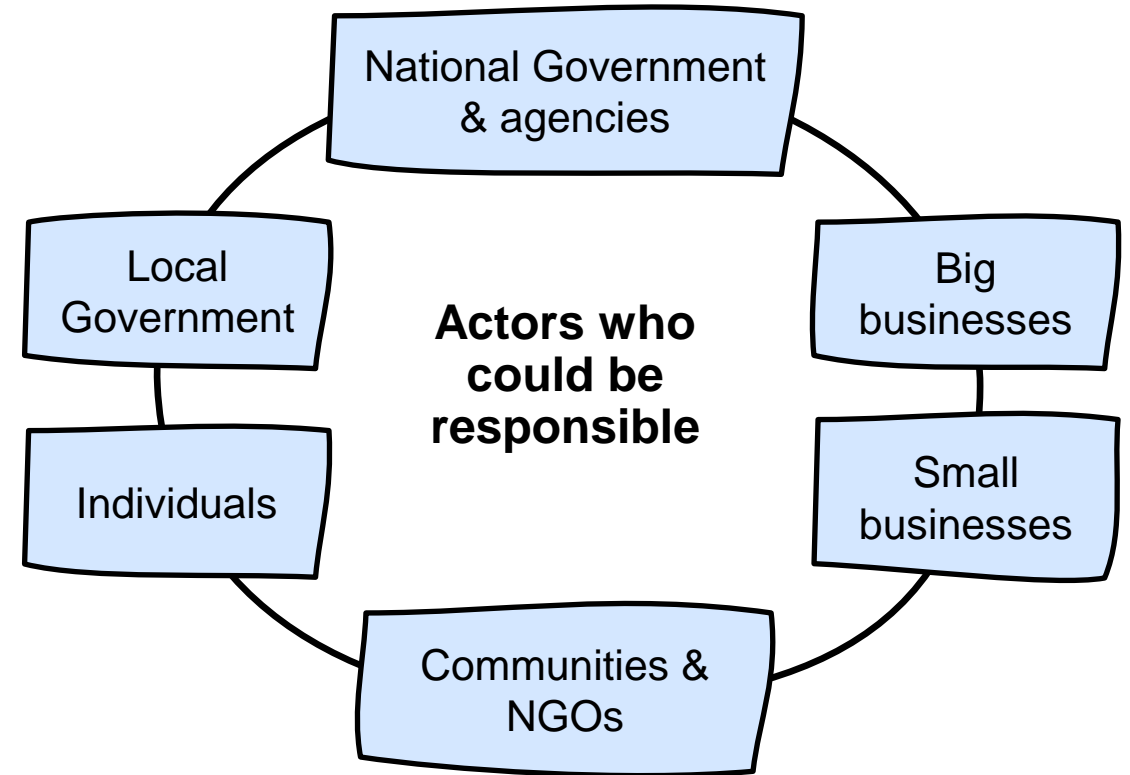 National Government
& agencies
Local
Government
Big
businesses
Actors who
could be
responsible
Individuals
Small
businesses
Communities &
NGOs